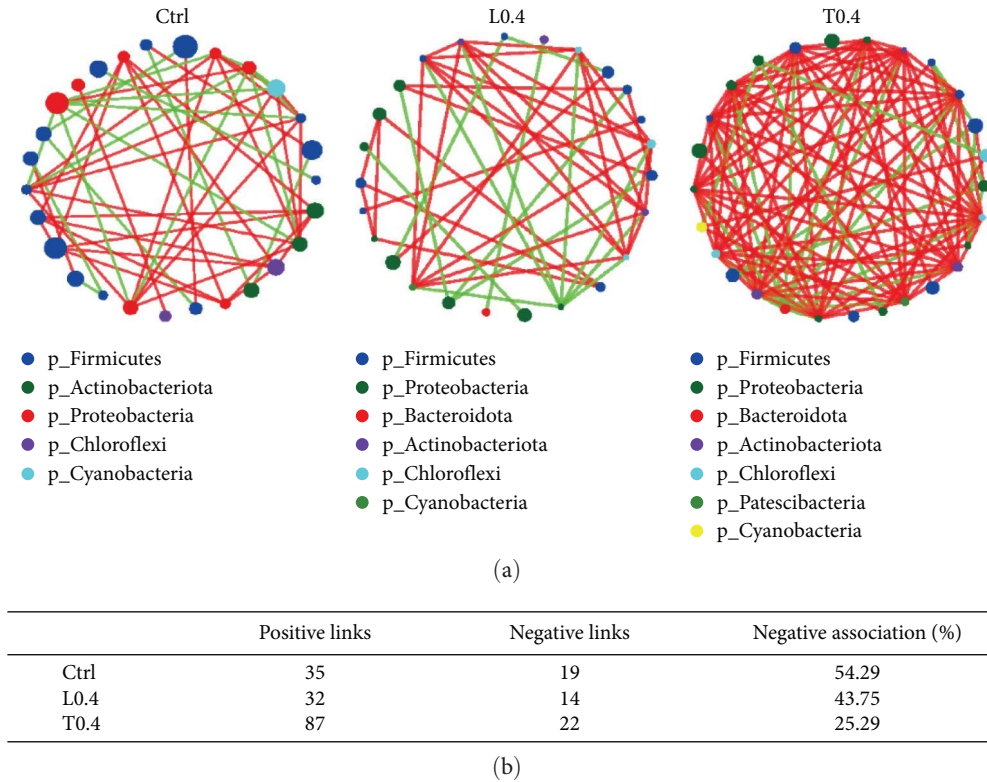 Ctrl
L0.4
T0.4
p_Firmicutes
p_Actinobacteriota
p_Proteobacteria
p_Chloroflexi
p_Cyanobacteria
p_Firmicutes
p_Proteobacteria
p_Bacteroidota
p_Actinobacteriota
p_Chloroflexi
p_Cyanobacteria
p_Firmicutes
p_Proteobacteria
p_Bacteroidota
p_Actinobacteriota
p_Chloroflexi
p_Patescibacteria
p_Cyanobacteria
(a)
Positive links Negative links Negative association (%)
Ctrl 35 19 54.29
L0.4 32 14 43.75
T0.4 87 22 25.29
(b)